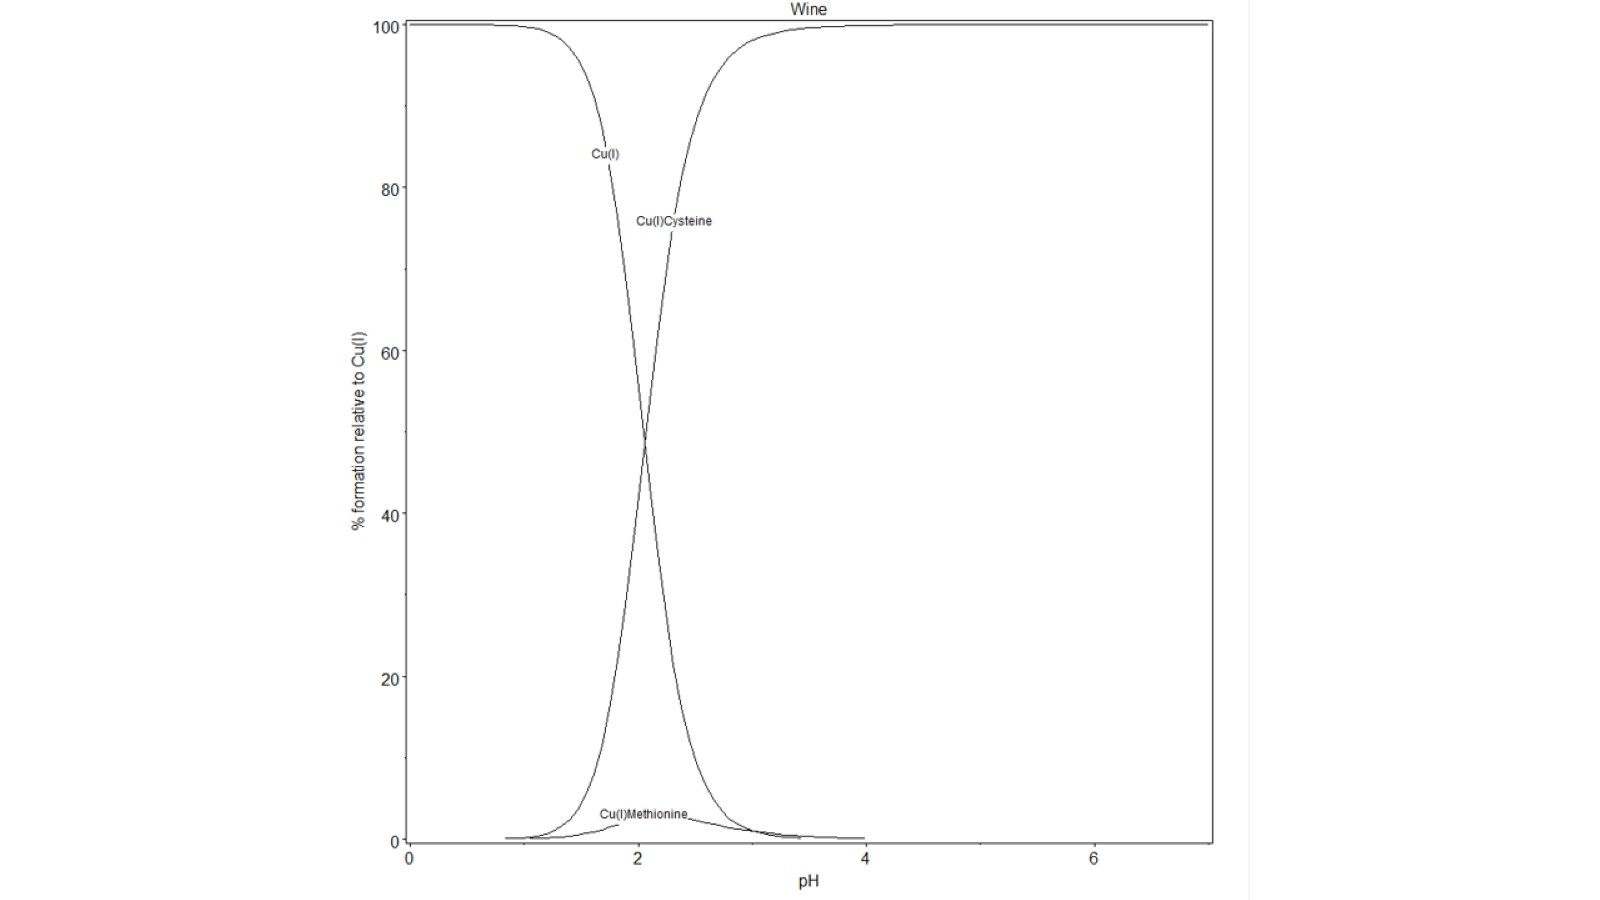 Wine
100
80
60
40
20
0
% formation relative to Cu(I)
Cu(I)
Cu(I)Cysteine
Cu(I)Methionine
0 2 4 6
pH